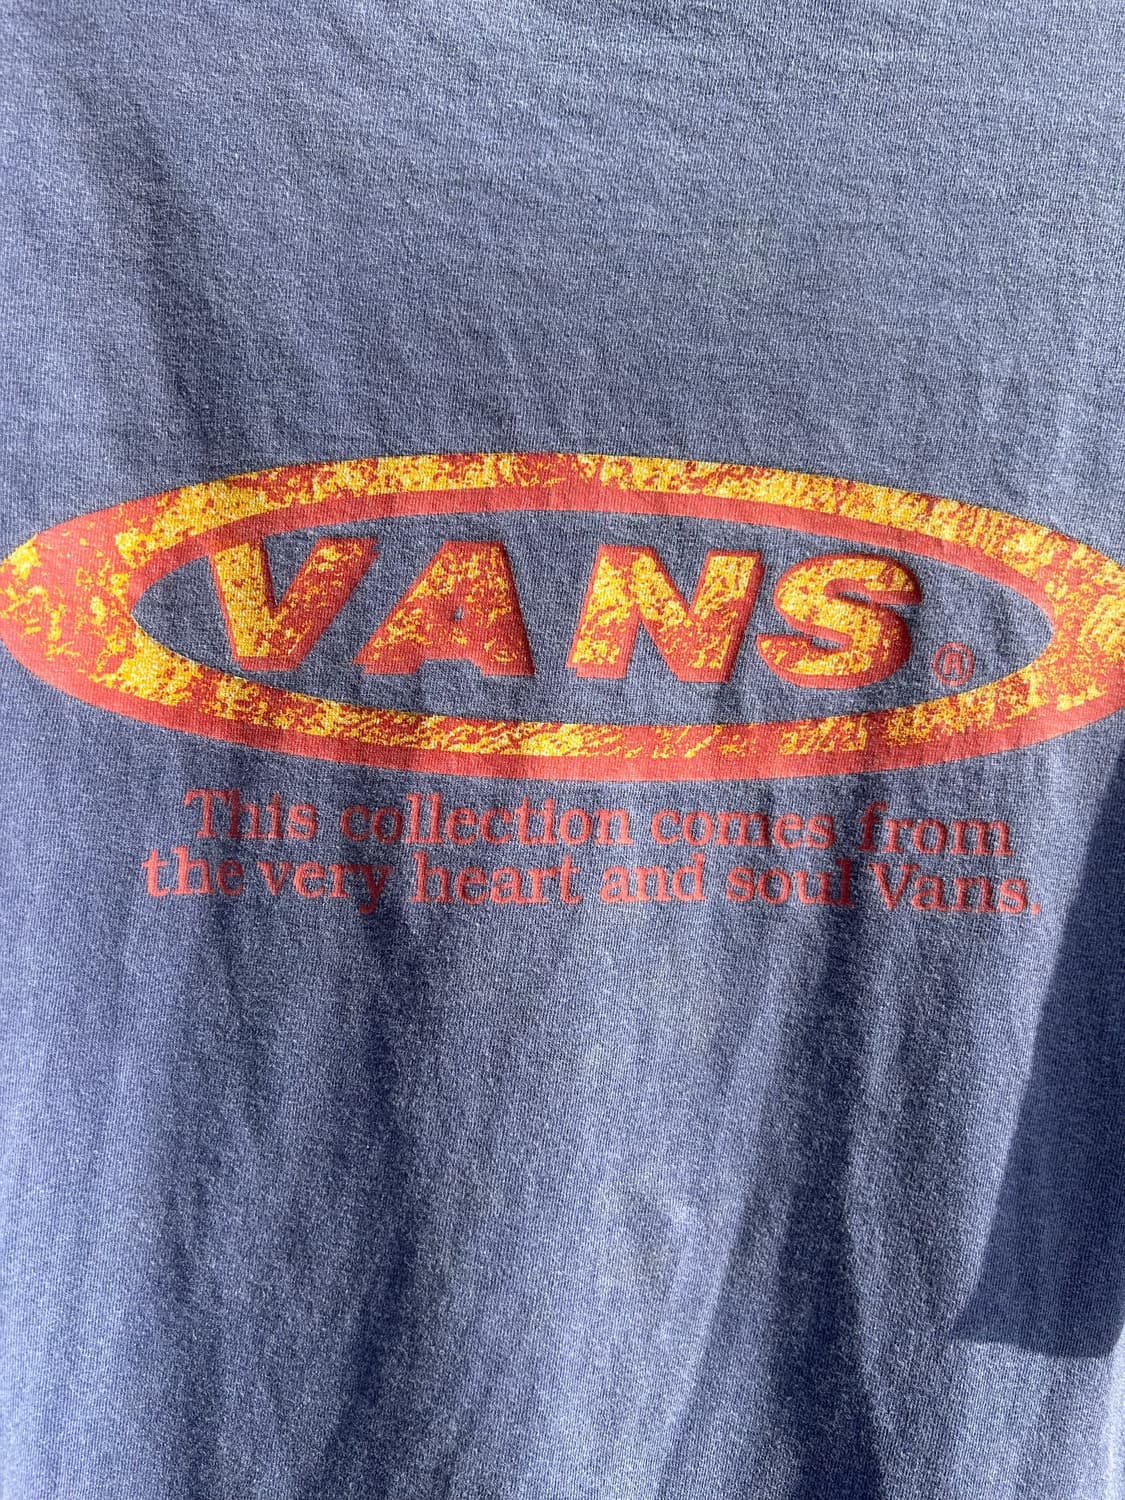 VANS®
This collection comes from
the very heart and soul Vans.